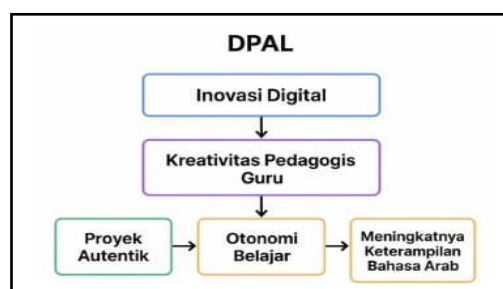 DPAL
Inovasi Digital
Kreativitas Pedagogis
Guru
Proyek
Autentik
Otonomi
Belajar
Meningkatnya
Keterampilan
Bahasa Arab